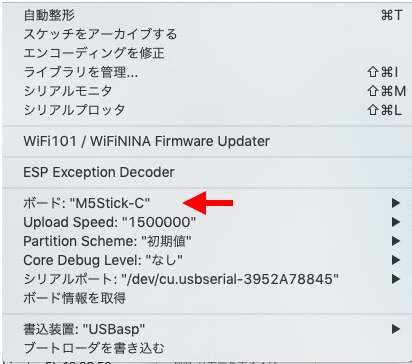 自動整形 ⌘T
スケッチをアーカイブする
エンコーディングを修正
ライブラリを管理... ⇧⌘I
シリアルモニタ ⇧⌘M
シリアルプロッタ ⇧⌘L
WiFi101 / WiFiNINA Firmware Updater
ESP Exception Decoder
ボード: "M5Stick-C"
Upload Speed: "1500000"
Partition Scheme: "初期値"
Core Debug Level: "なし"
シリアルポート: "/dev/cu.usbserial-3952A78845"
ボード情報を取得
書込装置: "USBasp"
ブートローダを書き込む